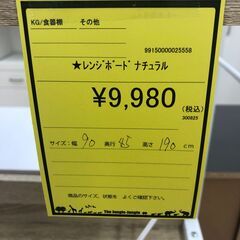 KG/食器棚 その他
99150000025558
★レンジボードナチュラル
¥9,980
(税込)
300825
サイズ:幅 90 奥行 45 高さ 190 cm
商品のサイズ、状態を よくご確認下さい。
The Jungle-Jungle